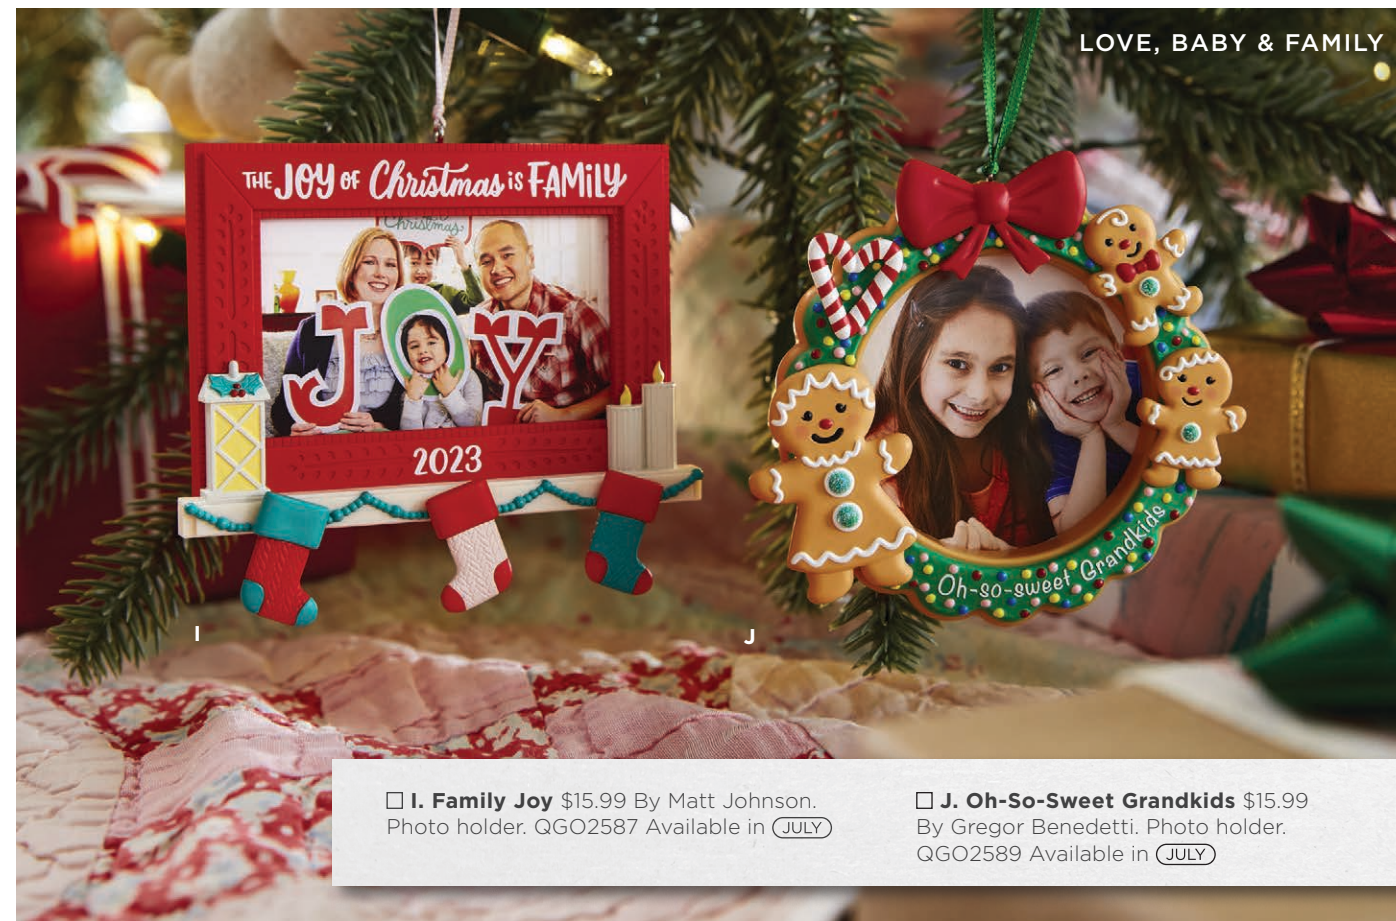 LOVE, BABY & FAMILY
THE JOY OF Christmas is FAMiLY
Christmas
JOY
2023
Oh-so-sweet Grandkids
I
J
☐ I. Family Joy $15.99 By Matt Johnson.
Photo holder. QGO2587 Available in JULY
☐ J. Oh-So-Sweet Grandkids $15.99
By Gregor Benedetti. Photo holder.
QGO2589 Available in JULY